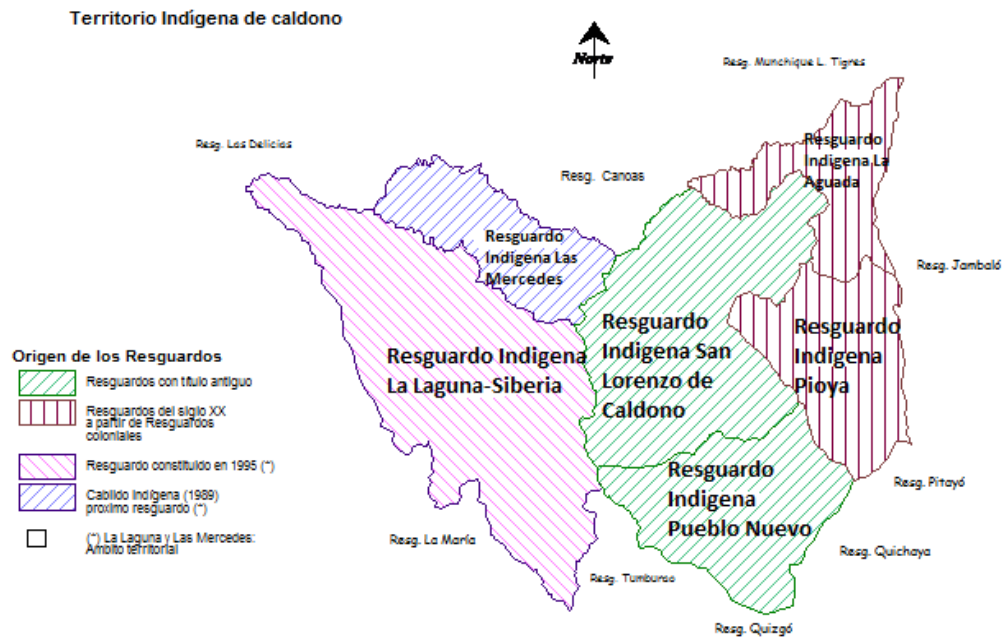 Territorio Indígena de caldono
Norte
Resg. Munchique L. Tigres
Resg. Las Delicias
Resg. Canoas
Resguardo
Indigena La
Aguada
Resguardo
Indigena Las
Mercedes
Resg. Jambaló
Resguardo
Indigena San
Lorenzo de
Caldono
Resguardo
Indigena
Pioya
Resguardo Indigena
La Laguna-Siberia
Origen de los Resguardos
Resguardos con título antiguo
Resguardos del siglo XX
a partir de Resguardos
coloniales
Resguardo constituido en 1995 (*)
Cabildo Indígena (1989)
proximo resguardo (*)
(*) La Laguna y Las Mercedes:
Ambito territorial
Resguardo
Indigena
Pueblo Nuevo
Resg. Pitayó
Resg. La María
Resg. Quichaya
Resg. Tumburao
Resg. Quizgó